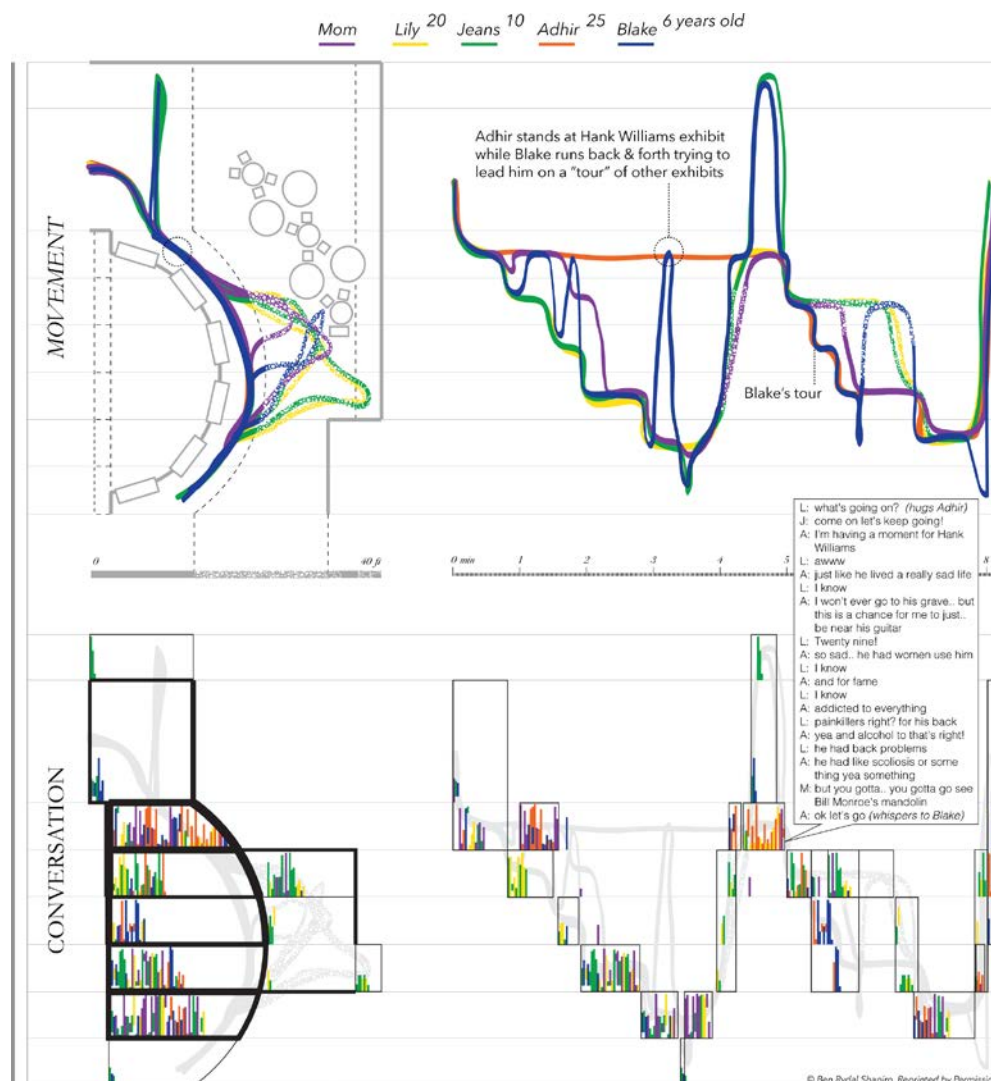 Mom Lily 20 Jeans 10 Adhir 25 Blake 6 years old
MOVEMENT
Adhir stands at Hank Williams exhibit
while Blake runs back & forth trying to
lead him on a "tour" of other exhibits
Blake's tour
0 40 ft
0 min 1 2 3 4 5 8
L: what's going on? (hugs Adhir)
J: come on let's keep going!
A: I'm having a moment for Hank
Williams
L: awww
A: just like he lived a really sad life
L: I know
A: I won't ever go to his grave.. but
this is a chance for me to just..
be near his guitar
L: Twenty nine!
A: so sad.. he had women use him
L: I know
A: and for fame
L: I know
A: addicted to everything
L: painkillers right? for his back
A: yea and alcohol to that's right!
L: he had back problems
A: he had like scoliosis or some
thing yea something
M: but you gotta.. you gotta go see
Bill Monroe's mandolin
A: ok let's go (whispers to Blake)
CONVERSATION
© Ben Rydal Shapiro. Reprinted by Permissio